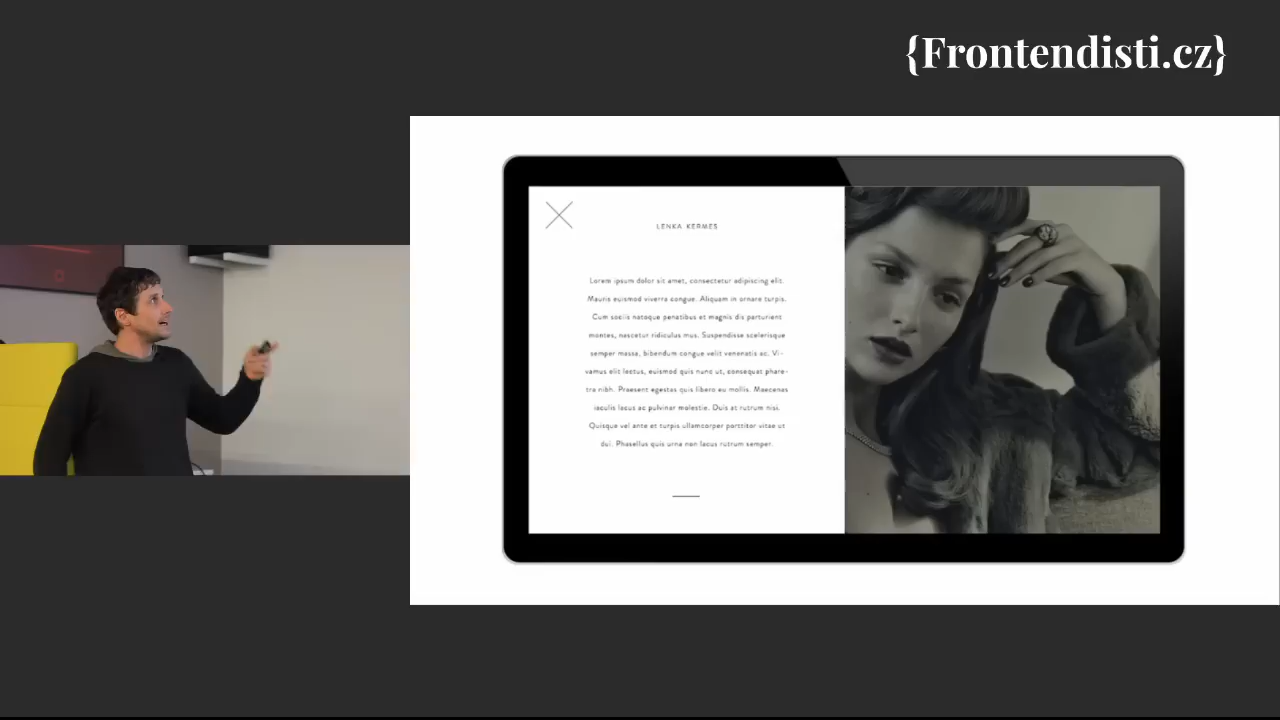 {Frontendisti.cz}
LENKA KERMES
Lorem ipsum dolor sit amet, consectetur adipiscing elit.
Mauris euismod viverra congue. Aliquam in ornare turpis.
Cum sociis natoque penatibus et magnis dis parturient
montes, nascetur ridiculus mus. Suspendisse scelerisque
semper massa, bibendum congue velit venenatis ac. Vi-
vamus elit lectus, euismod quis nunc ut, consequat phare-
tra nibh. Praesent egestas quis libero eu mollis. Maecenas
iaculis lacus ac pulvinar molestie. Duis at rutrum nisi.
Quisque vel ante et turpis ullamcorper porttitor vitae ut
dui. Phasellus quis urna non lacus rutrum semper.